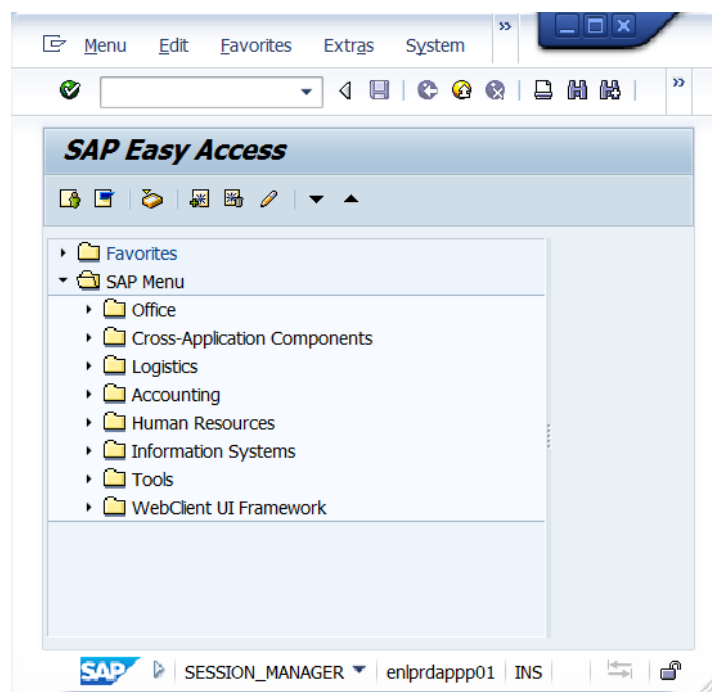 Menu Edit Favorites Extras System »
»
SAP Easy Access
Favorites
SAP Menu
Office
Cross-Application Components
Logistics
Accounting
Human Resources
Information Systems
Tools
WebClient UI Framework
SAP SESSION_MANAGER enlprdappp01 INS